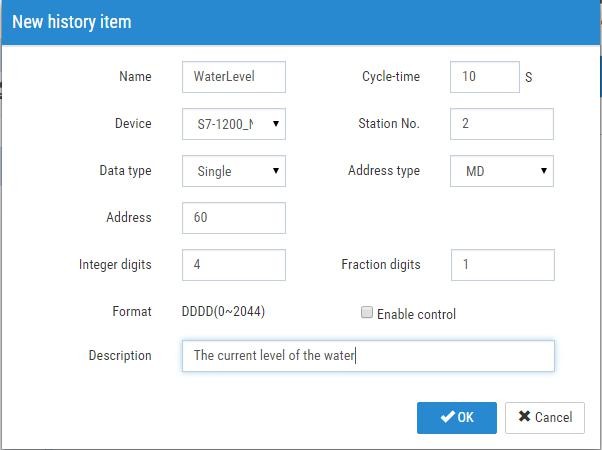 New history item
Name WaterLevel Cycle-time 10 S
Device S7-1200_N Station No. 2
Data type Single Address type MD
Address 60
Integer digits 4 Fraction digits 1
Format DDDD(0~2044) Enable control
Description The current level of the water
OK Cancel